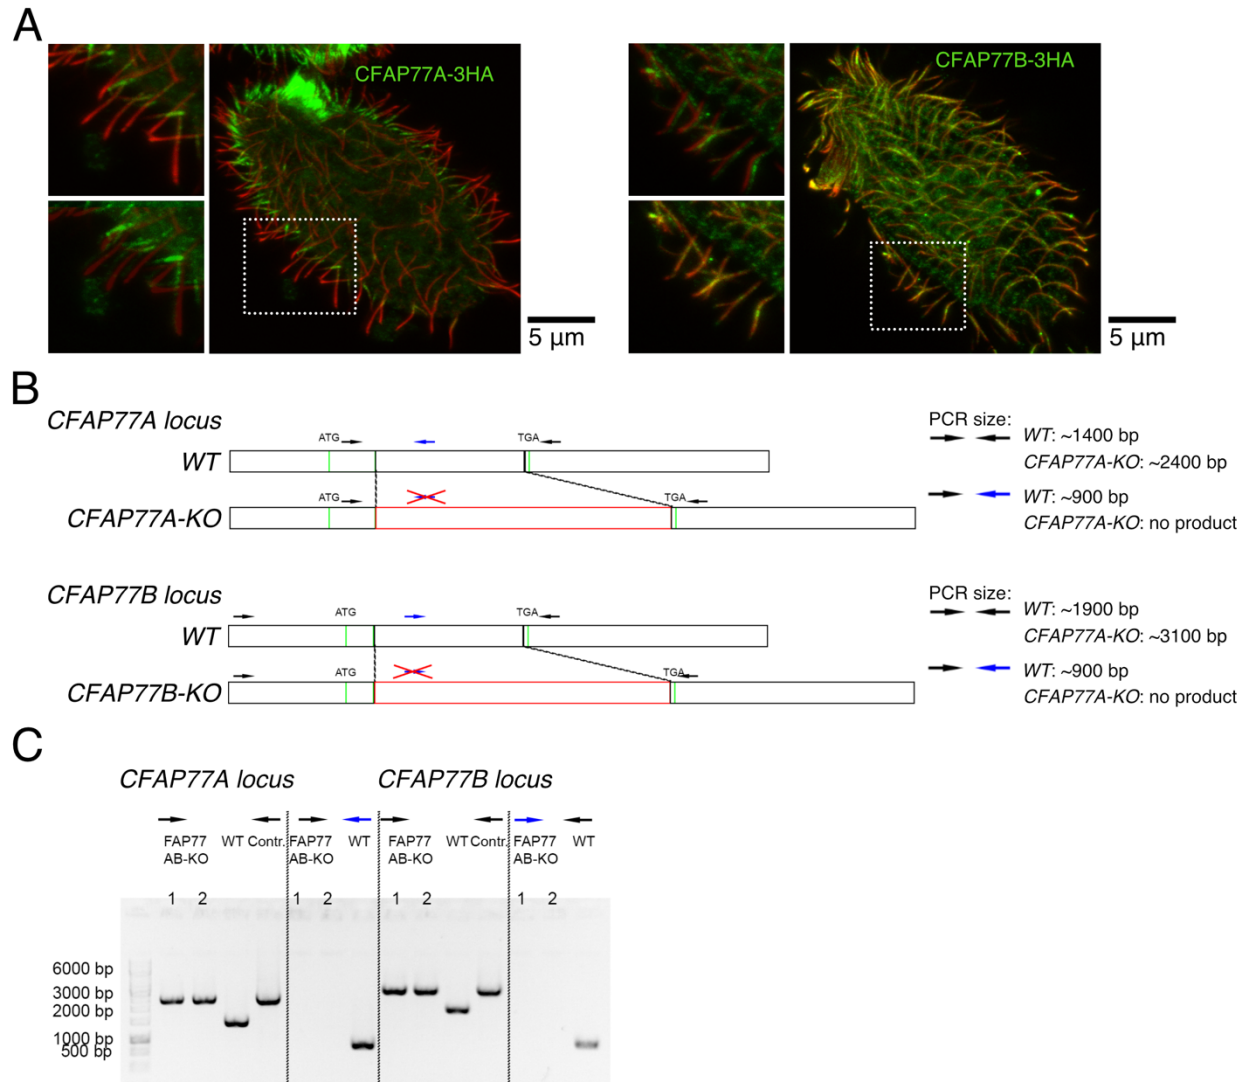 A
CFAP77A-3HA
CFAP77B-3HA
5 µm
5 µm
B
CFAP77A locus
ATG
TGA
WT
ATG
TGA
CFAP77A-KO
PCR size:
WT: ~1400 bp
CFAP77A-KO: ~2400 bp
WT: ~900 bp
CFAP77A-KO: no product
CFAP77B locus
ATG
TGA
WT
ATG
TGA
CFAP77B-KO
PCR size:
WT: ~1900 bp
CFAP77A-KO: ~3100 bp
WT: ~900 bp
CFAP77A-KO: no product
C
CFAP77A locus CFAP77B locus
FAP77 WT Contr. FAP77 WT FAP77 WT Contr. FAP77 WT
AB-KO AB-KO AB-KO AB-KO
1 2 1 2 1 2 1 2
6000 bp
3000 bp
2000 bp
1000 bp
500 bp